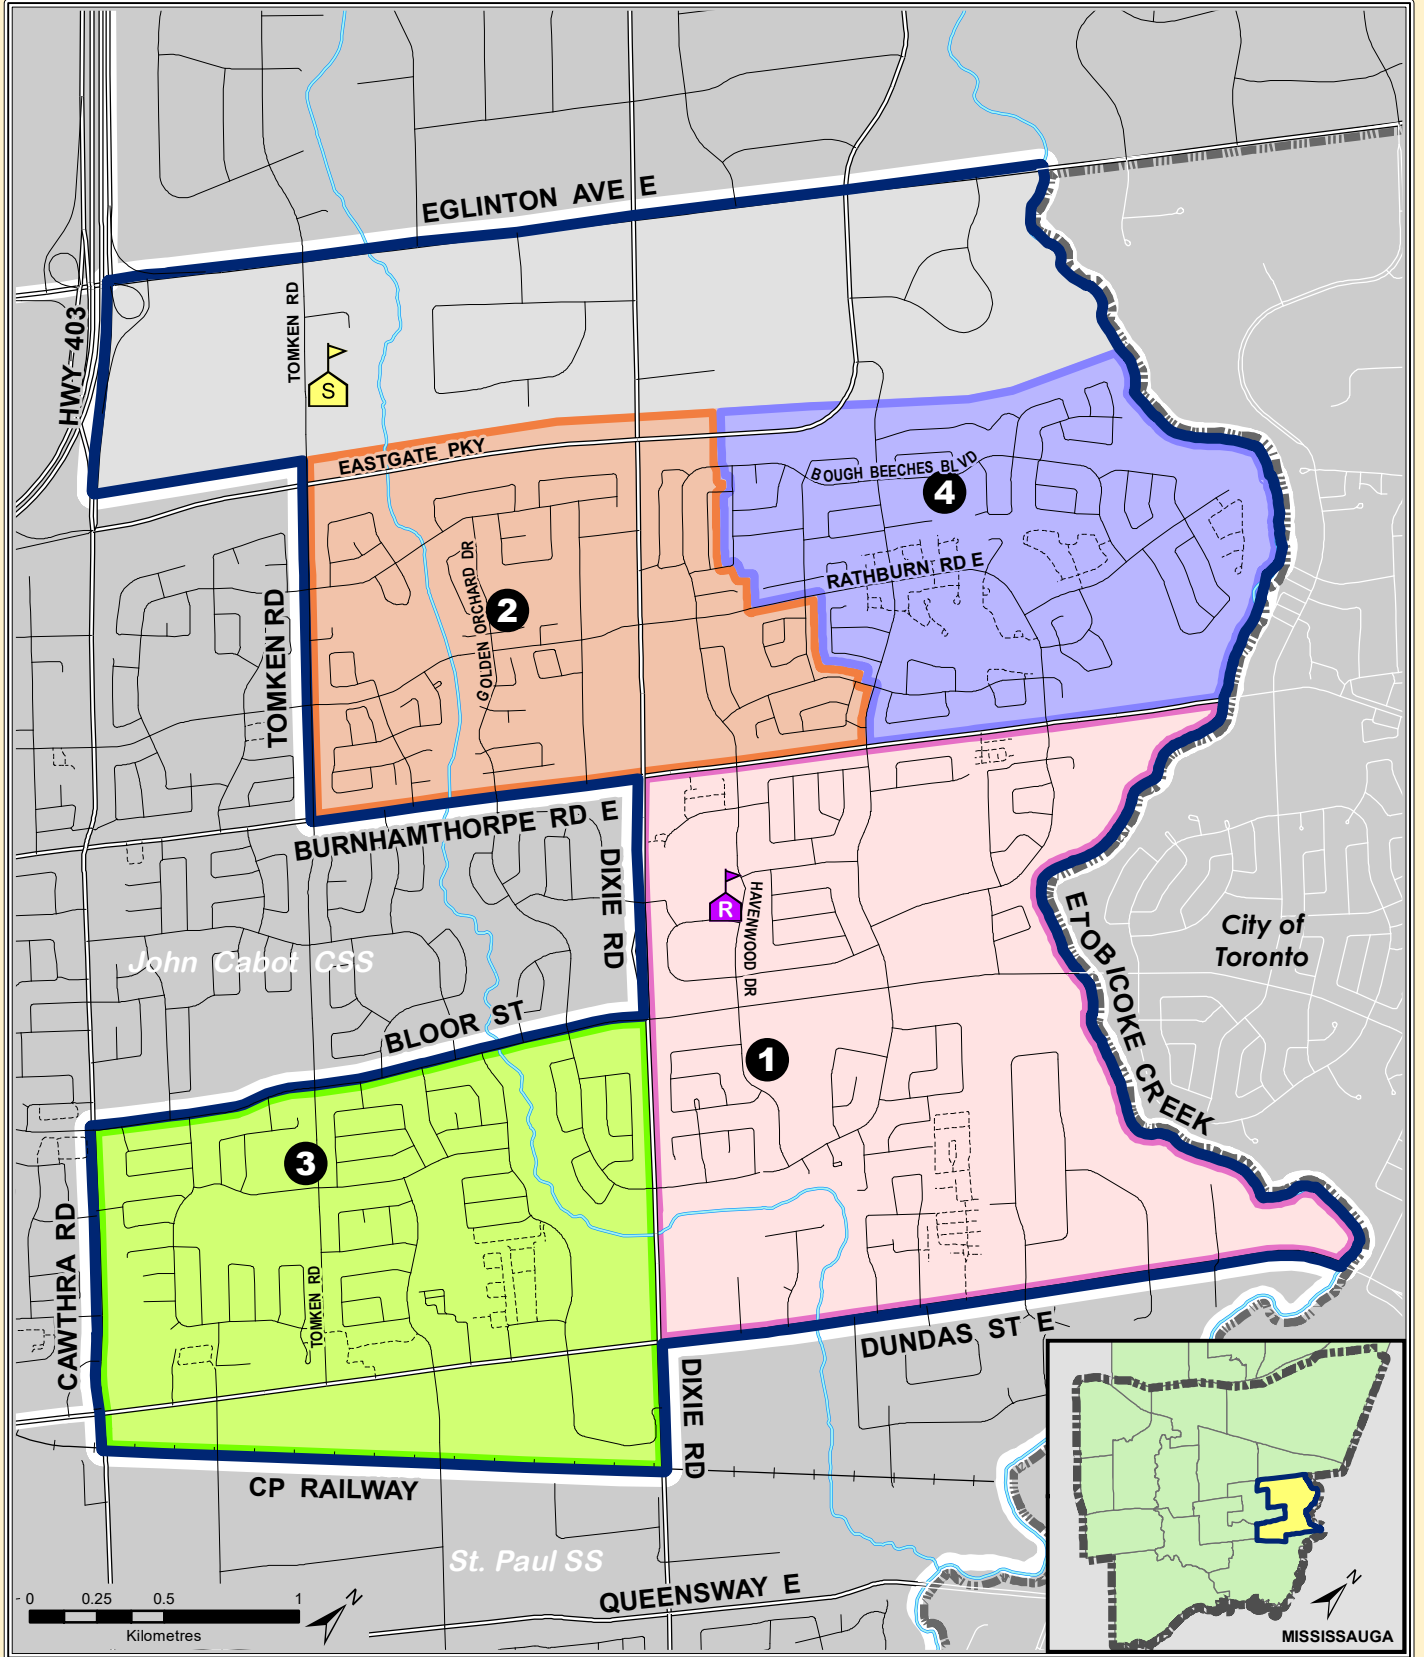 EGLINTON AVE E
HWY 403
TOMKEN RD
S
EASTGATE PKY
BOUGH BEECHES BLVD
4
RATHBURN RD E
GOLDEN ORCHARD DR
2
TOMKEN RD
BURNHAMTHORPE RD E
DIXIE RD
R
HAVENWOOD DR
ETOBICOKE CREEK
City of
Toronto
John Cabot CSS
BLOOR ST
1
3
CAWTHRA RD
TOMKEN RD
DUNDAS ST E
DIXIE RD
CP RAILWAY
St. Paul SS
QUEENSWAY E
0 0.25 0.5 1
Kilometres
N
N
MISSISSAUGA